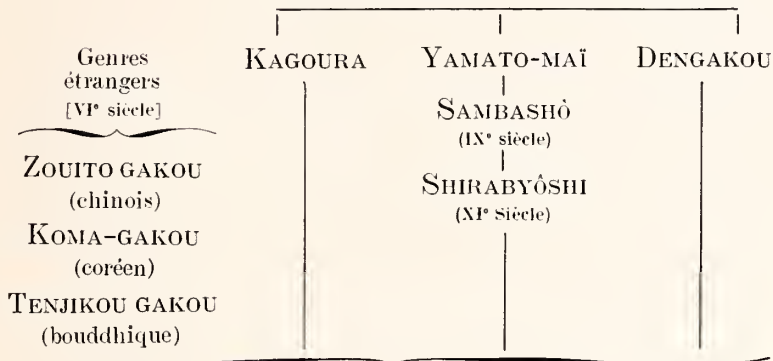 Genres
étrangers
[VIe siècle]
ZOUITO GAKOU
(chinois)
KOMA-GAKOU
(coréen)
TENJIKOU GAKOU
(bouddhique)
KAGOURA
YAMATO-MAÏ
SAMBASHÔ
(IXe siècle)
SHIRABYÔSHI
(XIe Siècle)
DENGAKOU